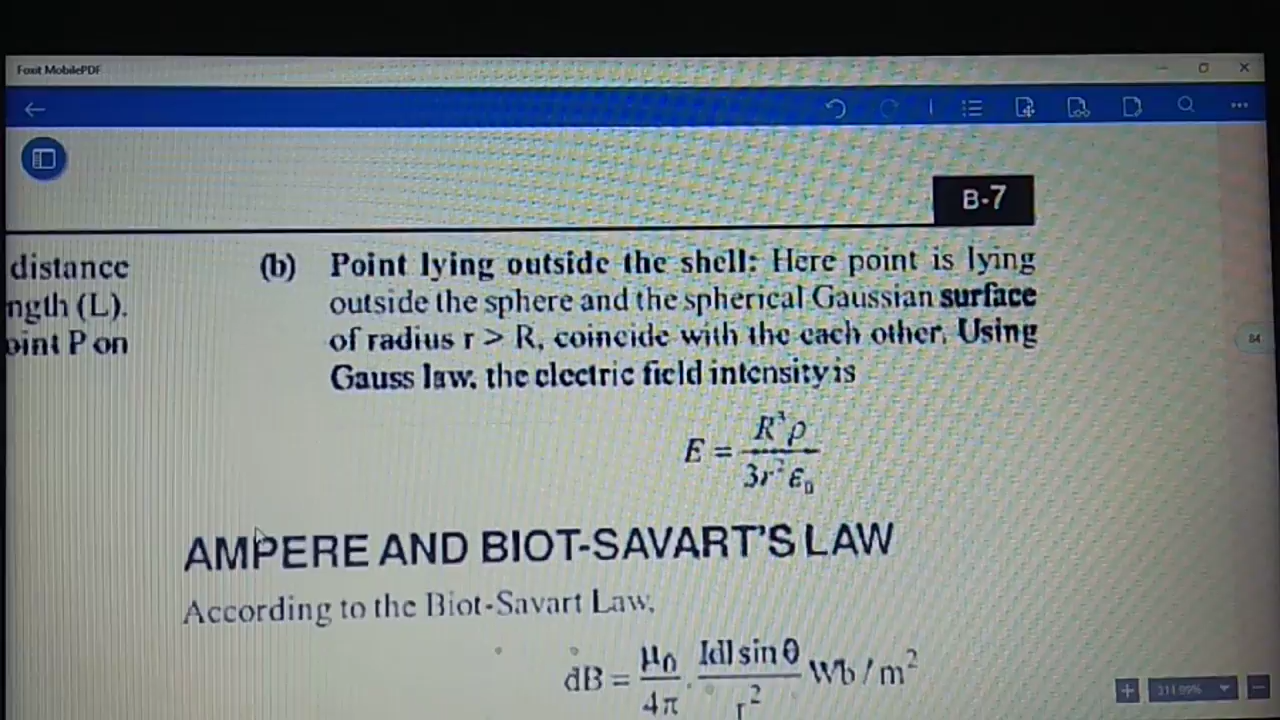 Foxit MobilePDF
B-7
distance
ngth (L).
oint P on
(b) Point lying outside the shell: Here point is lying
outside the sphere and the spherical Gaussian surface
of radius r > R, coincide with the each other. Using
Gauss law, the electric field intensity is
E = R³ρ / 3r²ε₀
84
AMPERE AND BIOT-SAVART'S LAW
According to the Biot-Savart Law,
dB = μ₀/4π · Idl sin θ/r² Wb / m²